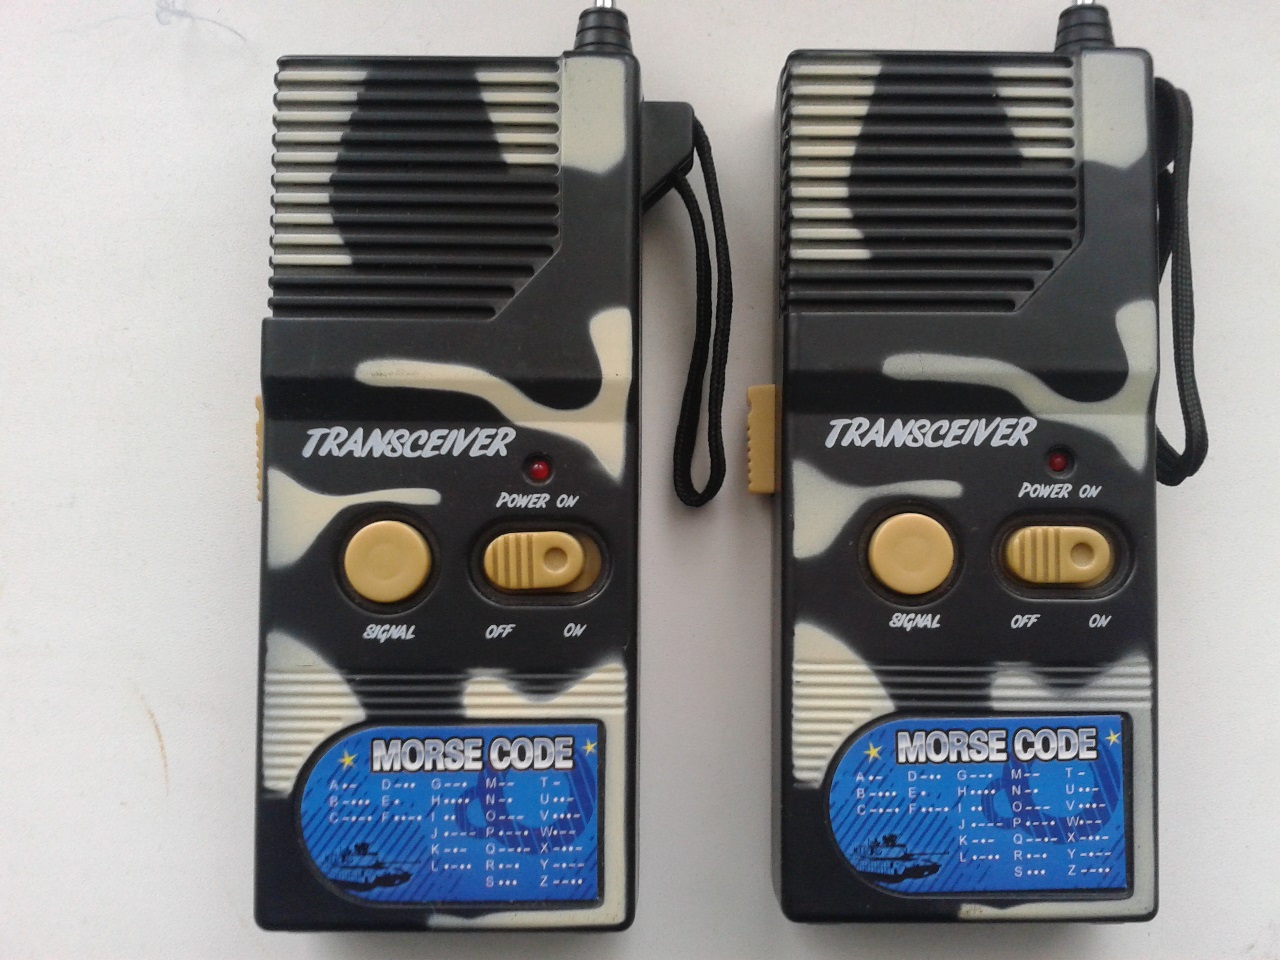 TRANSCEIVER
POWER ON
SIGNAL
OFF ON
MORSE CODE
A•– D–•• G––• M–– T–
B–••• E• H•••• N–• U••–
C–•–• F••–• I•• O––– V•••–
J•––– P•––• W•––
K–•– Q––•– X–••–
L•–•• R•–• Y–•––
S••• Z––••
TRANSCEIVER
POWER ON
SIGNAL
OFF ON
MORSE CODE
A•– D–•• G––• M–– T–
B–••• E• H•••• N–• U••–
C–•–• F••–• I•• O––– V•••–
J•––– P•––• W•––
K–•– Q––•– X–••–
L•–•• R•–• Y–•––
S••• Z––••